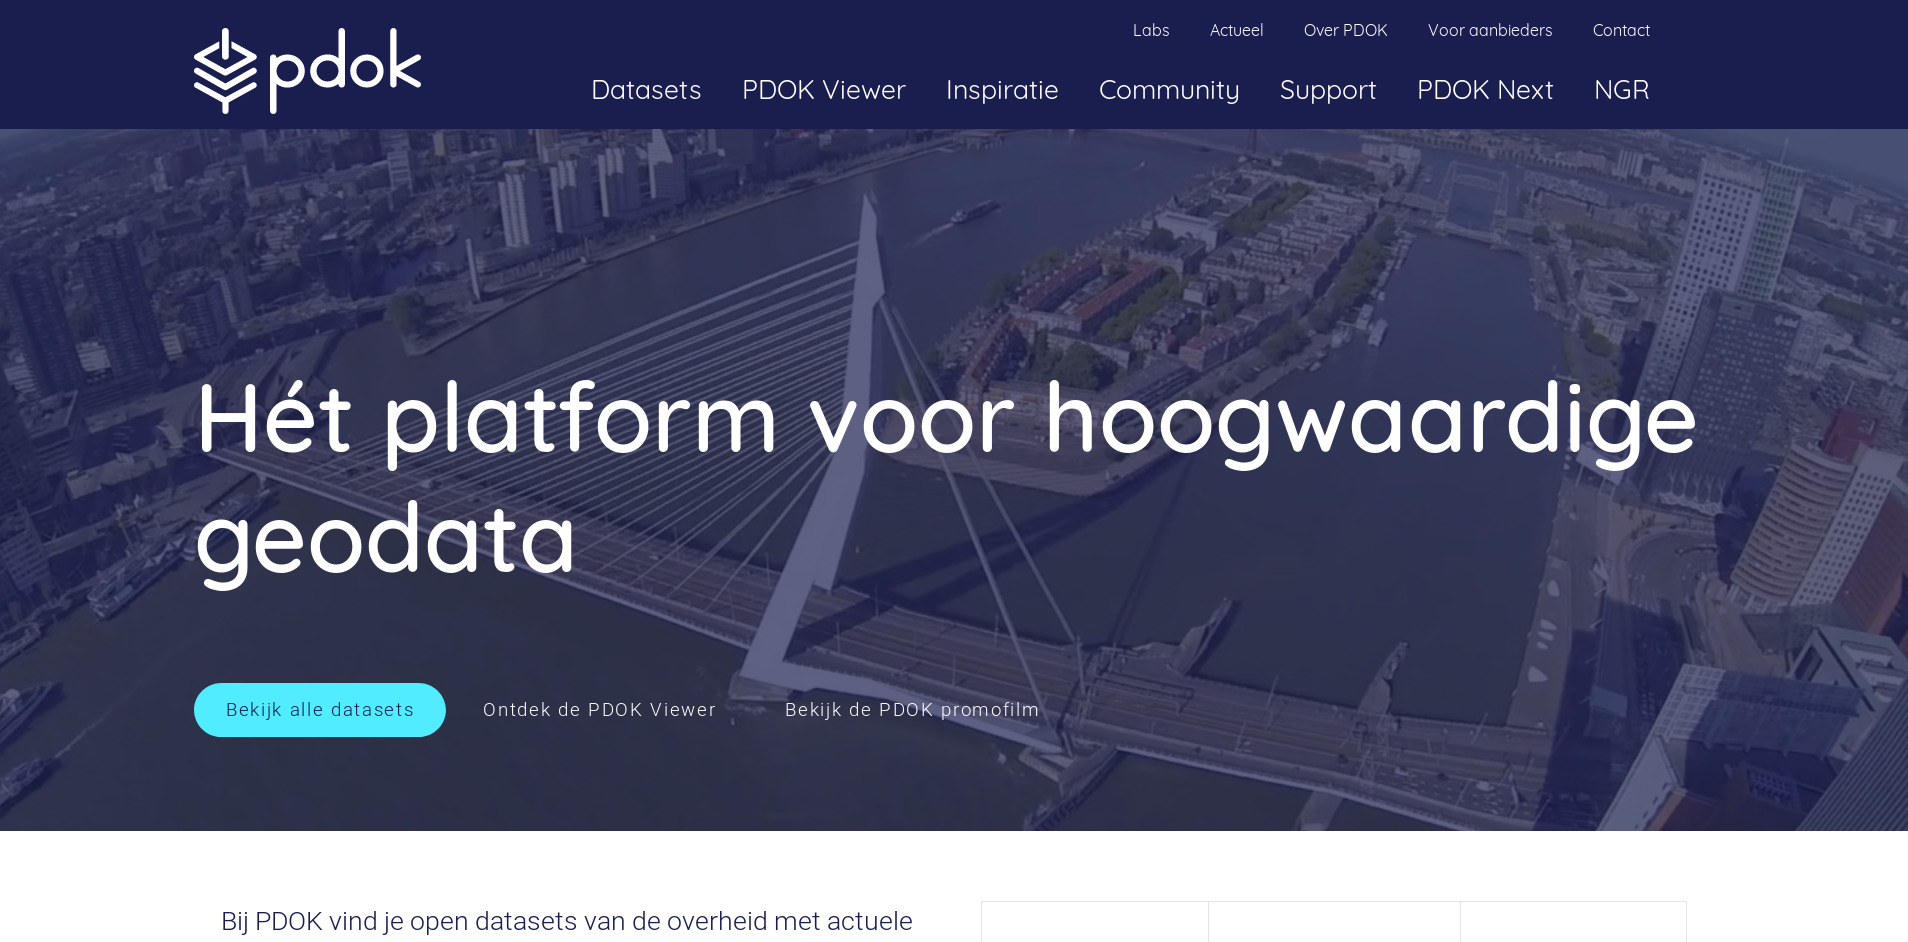 Labs Actueel Over PDOK Voor aanbieders Contact
pdok
Datasets PDOK Viewer Inspiratie Community Support PDOK Next NGR
Hét platform voor hoogwaardige
geodata
Bekijk alle datasets Ontdek de PDOK Viewer Bekijk de PDOK promofilm
Bij PDOK vind je open datasets van de overheid met actuele